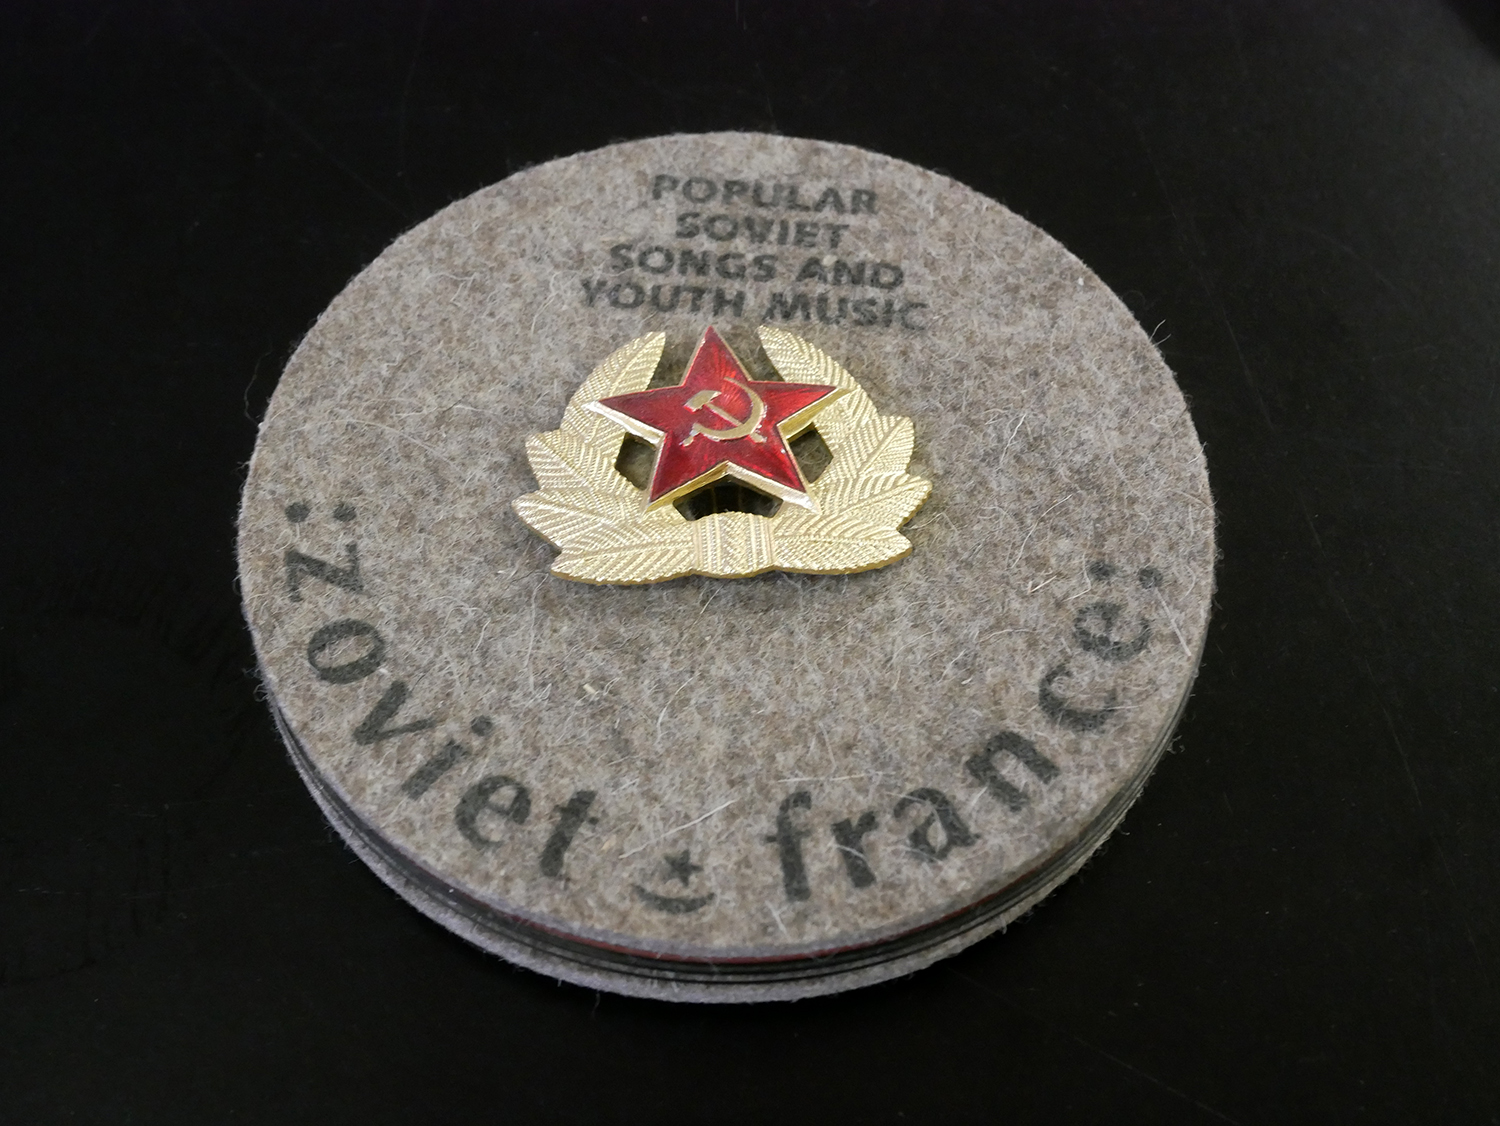 POPULAR
SOVIET
SONGS AND
YOUTH MUSIC
:zoviet france: